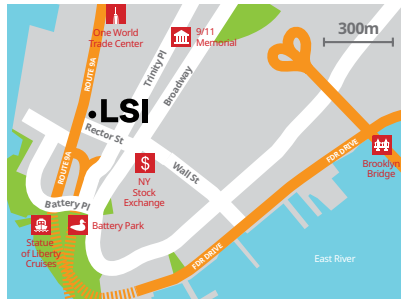 One World
Trade Center
9/11
Memorial
300m
ROUTE 9A
Trinity Pl
Broadway
LSI
Rector St
FDR DRIVE
Brooklyn
Bridge
ROUTE 9A
$
NY
Stock
Exchange
Wall St
Battery Pl
Battery Park
Statue
of Liberty
Cruises
FDR DRIVE
East River